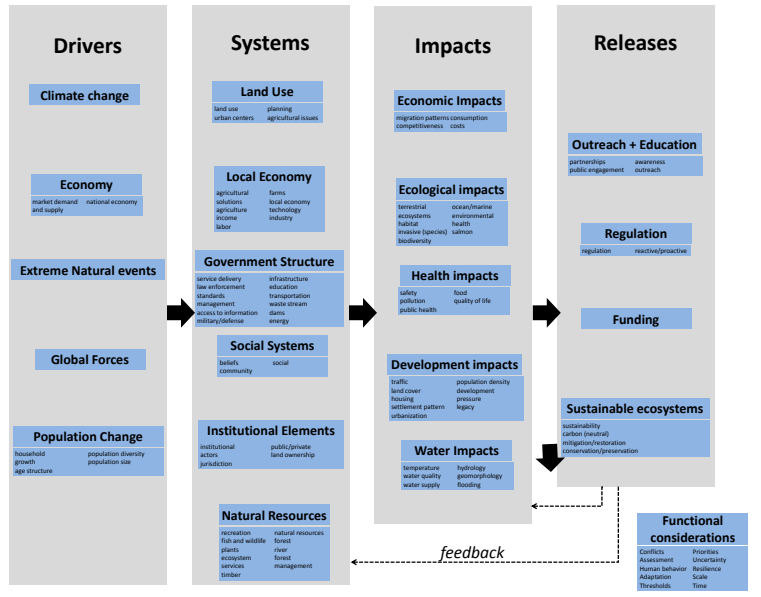 Drivers
Climate change
Economy
market demand national economy
and supply
Extreme Natural events
Global Forces
Population Change
household population diversity
growth population size
age structure
Systems
Land Use
land use planning
urban centers agricultural issues
Local Economy
agricultural farms
solutions local economy
agriculture technology
income industry
labor
Government Structure
service delivery infrastructure
law enforcement education
standards transportation
management waste stream
access to information dams
military/defense energy
Social Systems
beliefs social
community
Institutional Elements
institutional public/private
actors land ownership
jurisdiction
Natural Resources
recreation natural resources
fish and wildlife forest
plants river
ecosystem forest
services management
timber
Impacts
Economic Impacts
migration patterns consumption
competitiveness costs
Ecological impacts
terrestrial ocean/marine
ecosystems environmental
habitat health
invasive (species) salmon
biodiversity
Health impacts
safety food
pollution quality of life
public health
Development impacts
traffic population density
land cover development
housing pressure
settlement pattern legacy
urbanization
Water Impacts
temperature hydrology
water quality geomorphology
water supply flooding
Releases
Outreach + Education
partnerships awareness
public engagement outreach
Regulation
regulation reactive/proactive
Funding
Sustainable ecosystems
sustainability
carbon (neutral)
mitigation/restoration
conservation/preservation
feedback
Functional
considerations
Conflicts Priorities
Assessment Uncertainty
Human behavior Resilience
Adaptation Scale
Thresholds Time